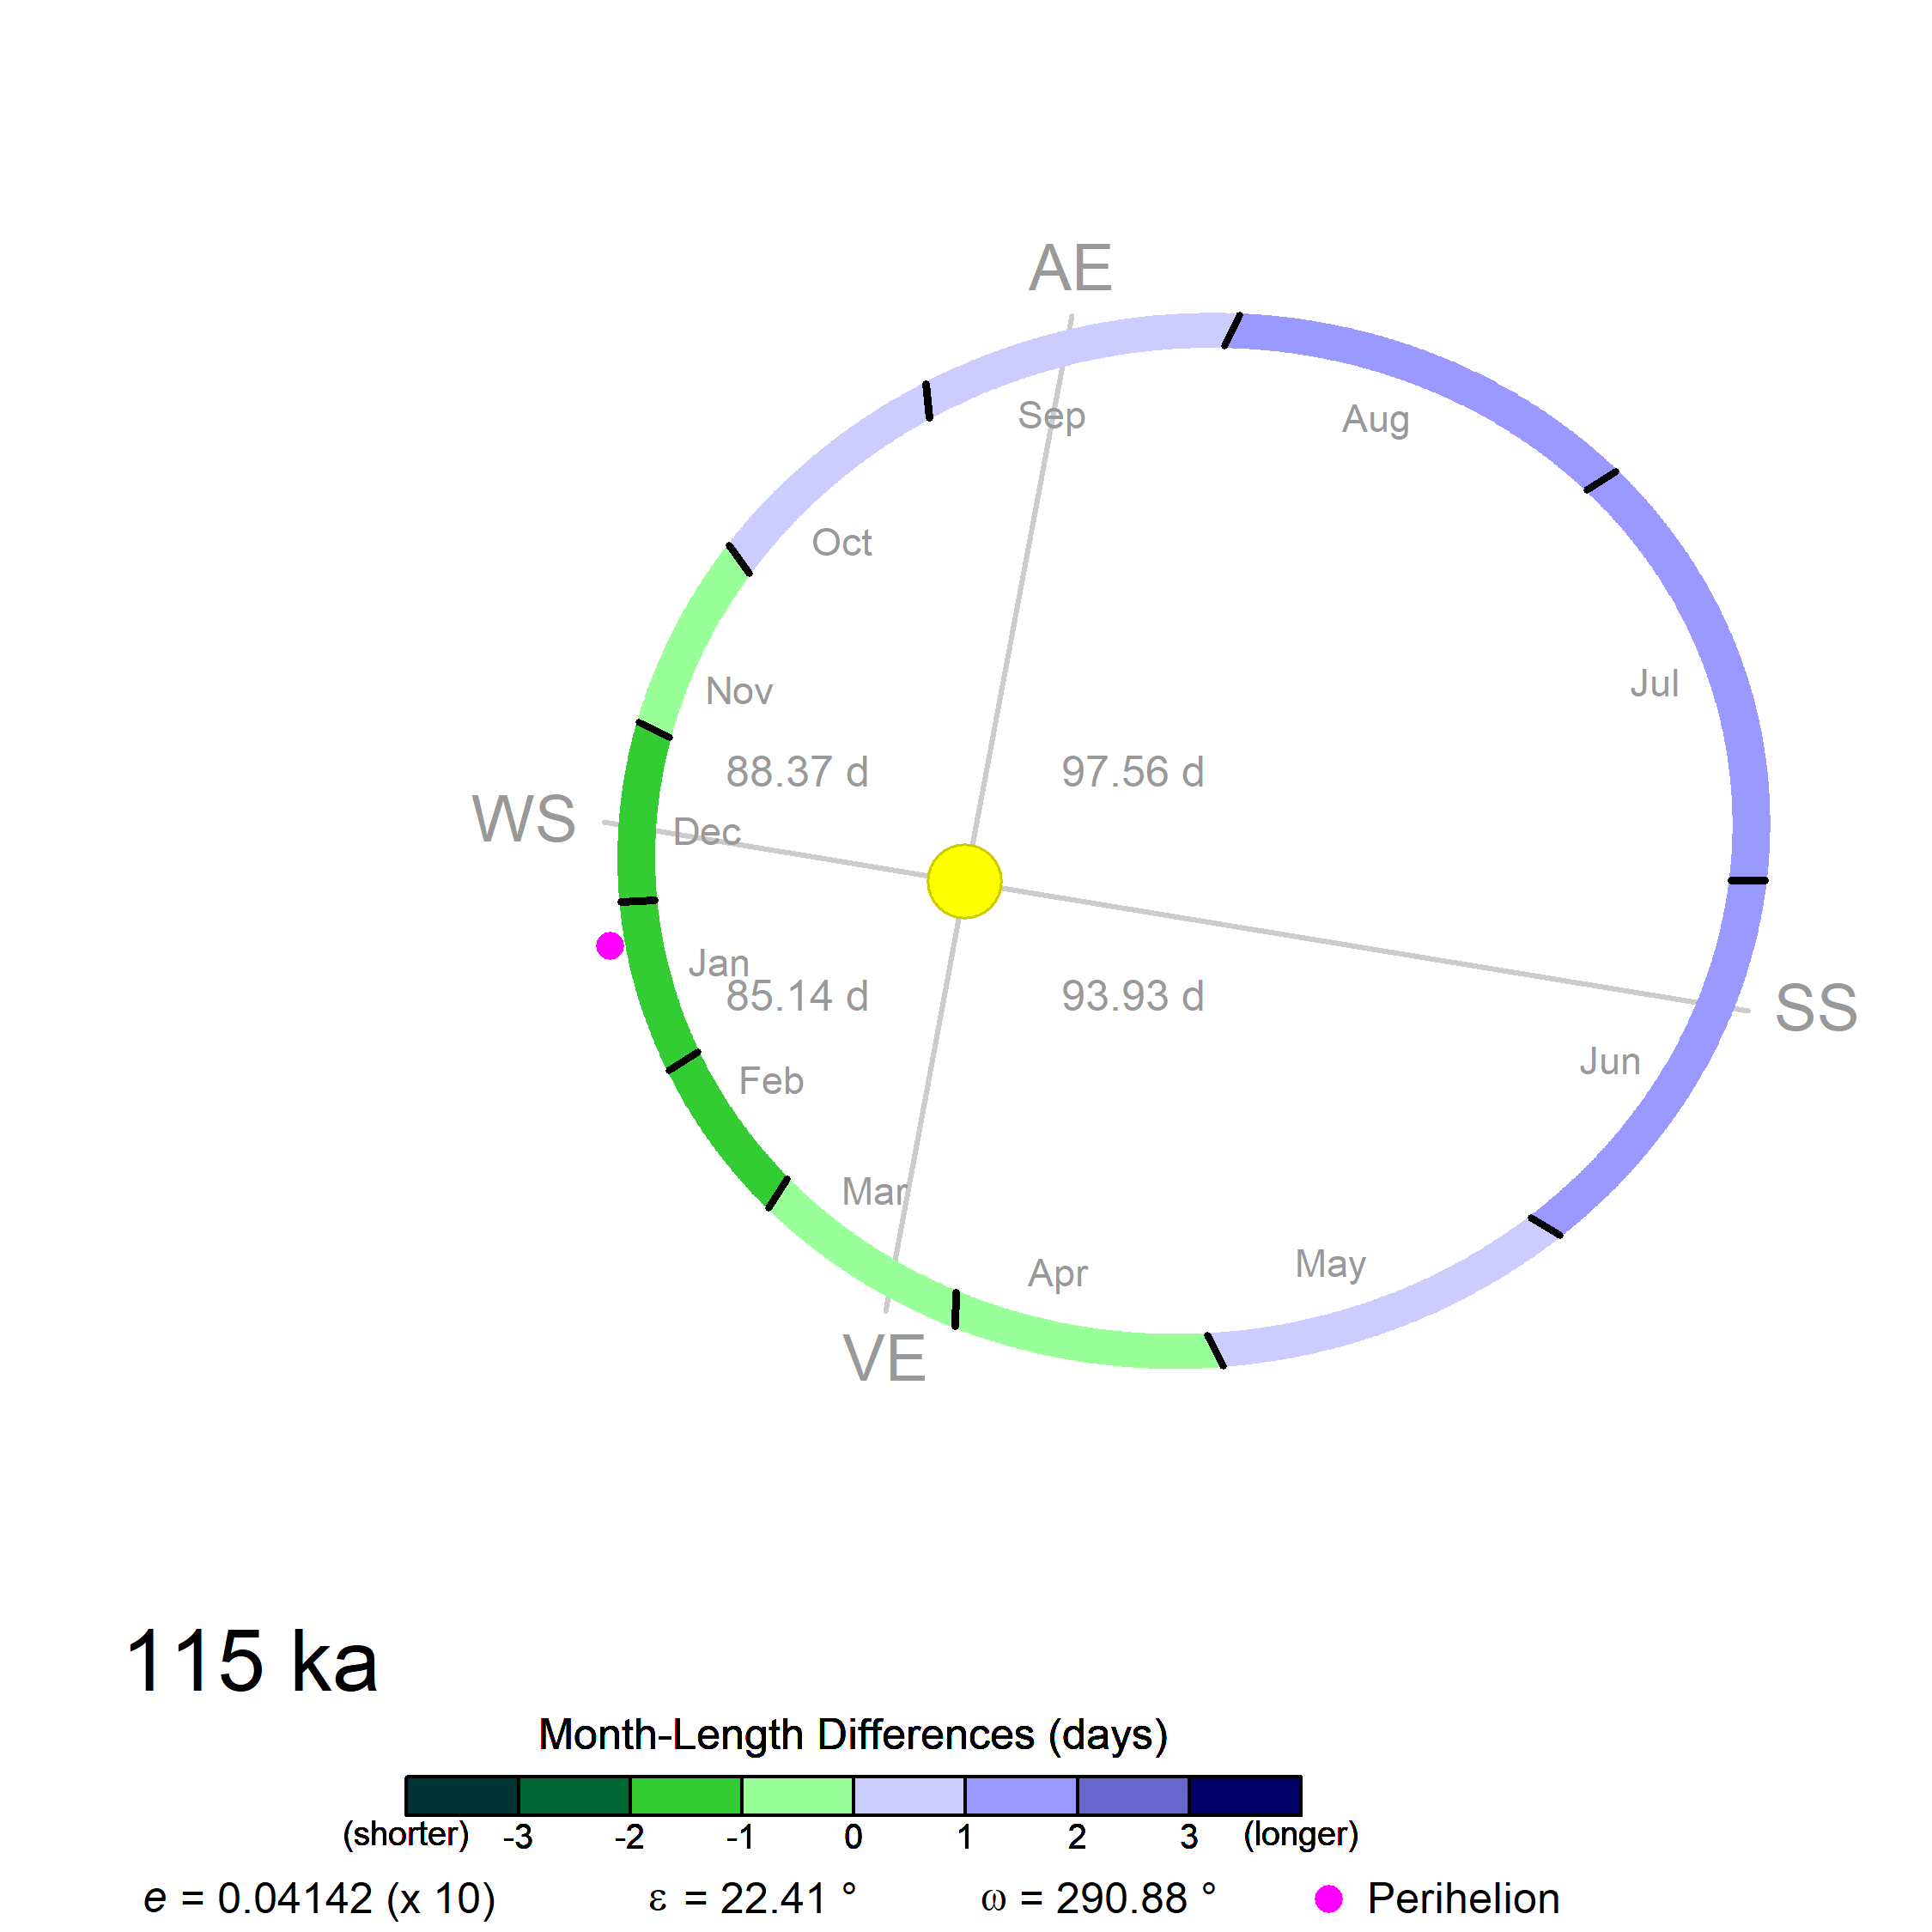 AE
Sep
Aug
Oct
Jul
Nov
88.37 d
97.56 d
WS
Dec
Jan
85.14 d
93.93 d
SS
Jun
Feb
Mar
Apr
May
VE
115 ka
Month-Length Differences (days)
(shorter) -3 -2 -1 0 1 2 3 (longer)
e = 0.04142 (x 10) ε = 22.41 ° ω = 290.88 ° Perihelion